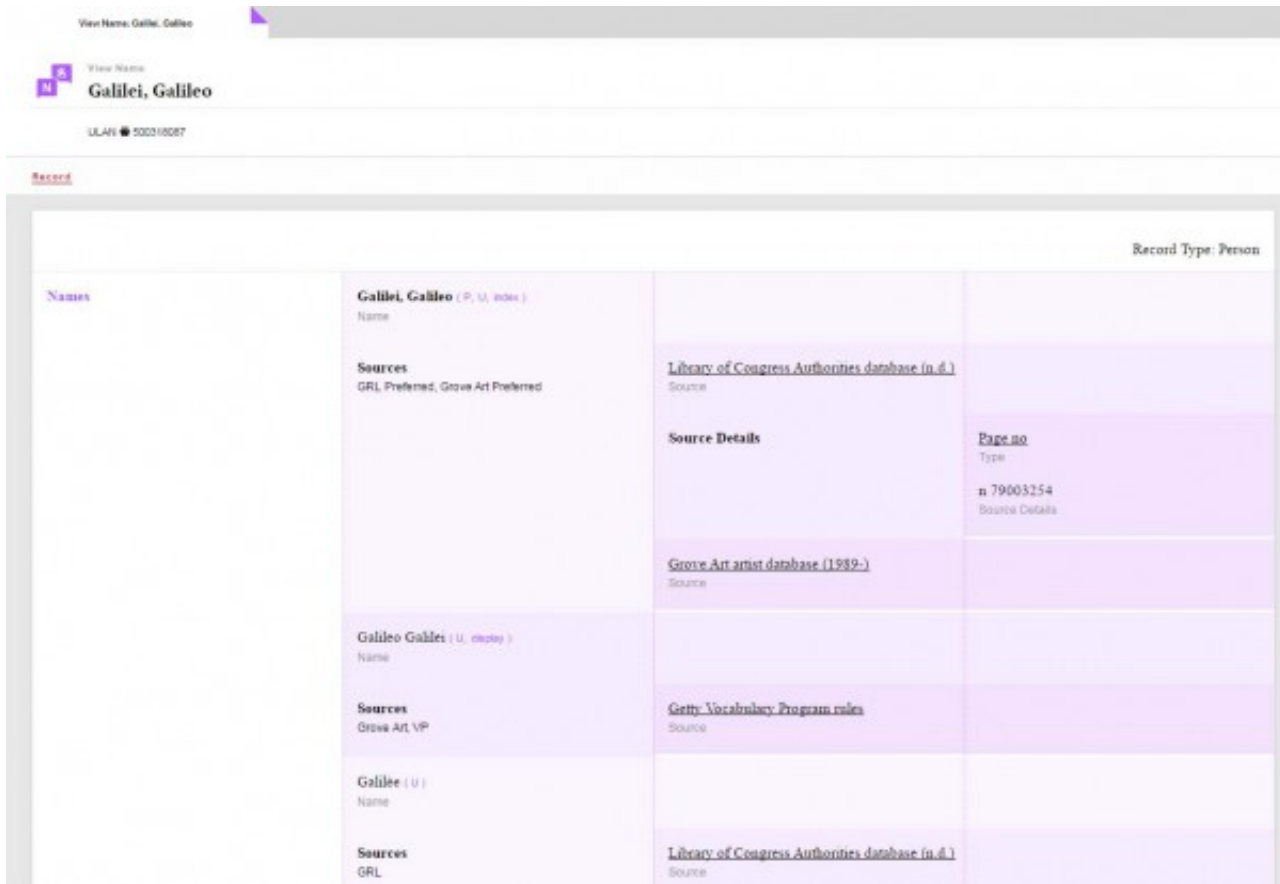 View Name: Galilei, Galileo
View Name
Galilei, Galileo
ULAN 500318087
Record
Record Type: Person
Names
Galilei, Galileo ( P, U, index )
Name
Sources
GRL Preferred, Grove Art Preferred
Library of Congress Authorities database (n.d.)
Source
Source Details
Page no
Type
n 79003254
Source Details
Grove Art artist database (1989-)
Source
Galileo Galilei ( U, display )
Name
Sources
Grove Art, VP
Getty Vocabulary Program rules
Source
Galilée ( U )
Name
Sources
GRL
Library of Congress Authorities database (n.d.)
Source